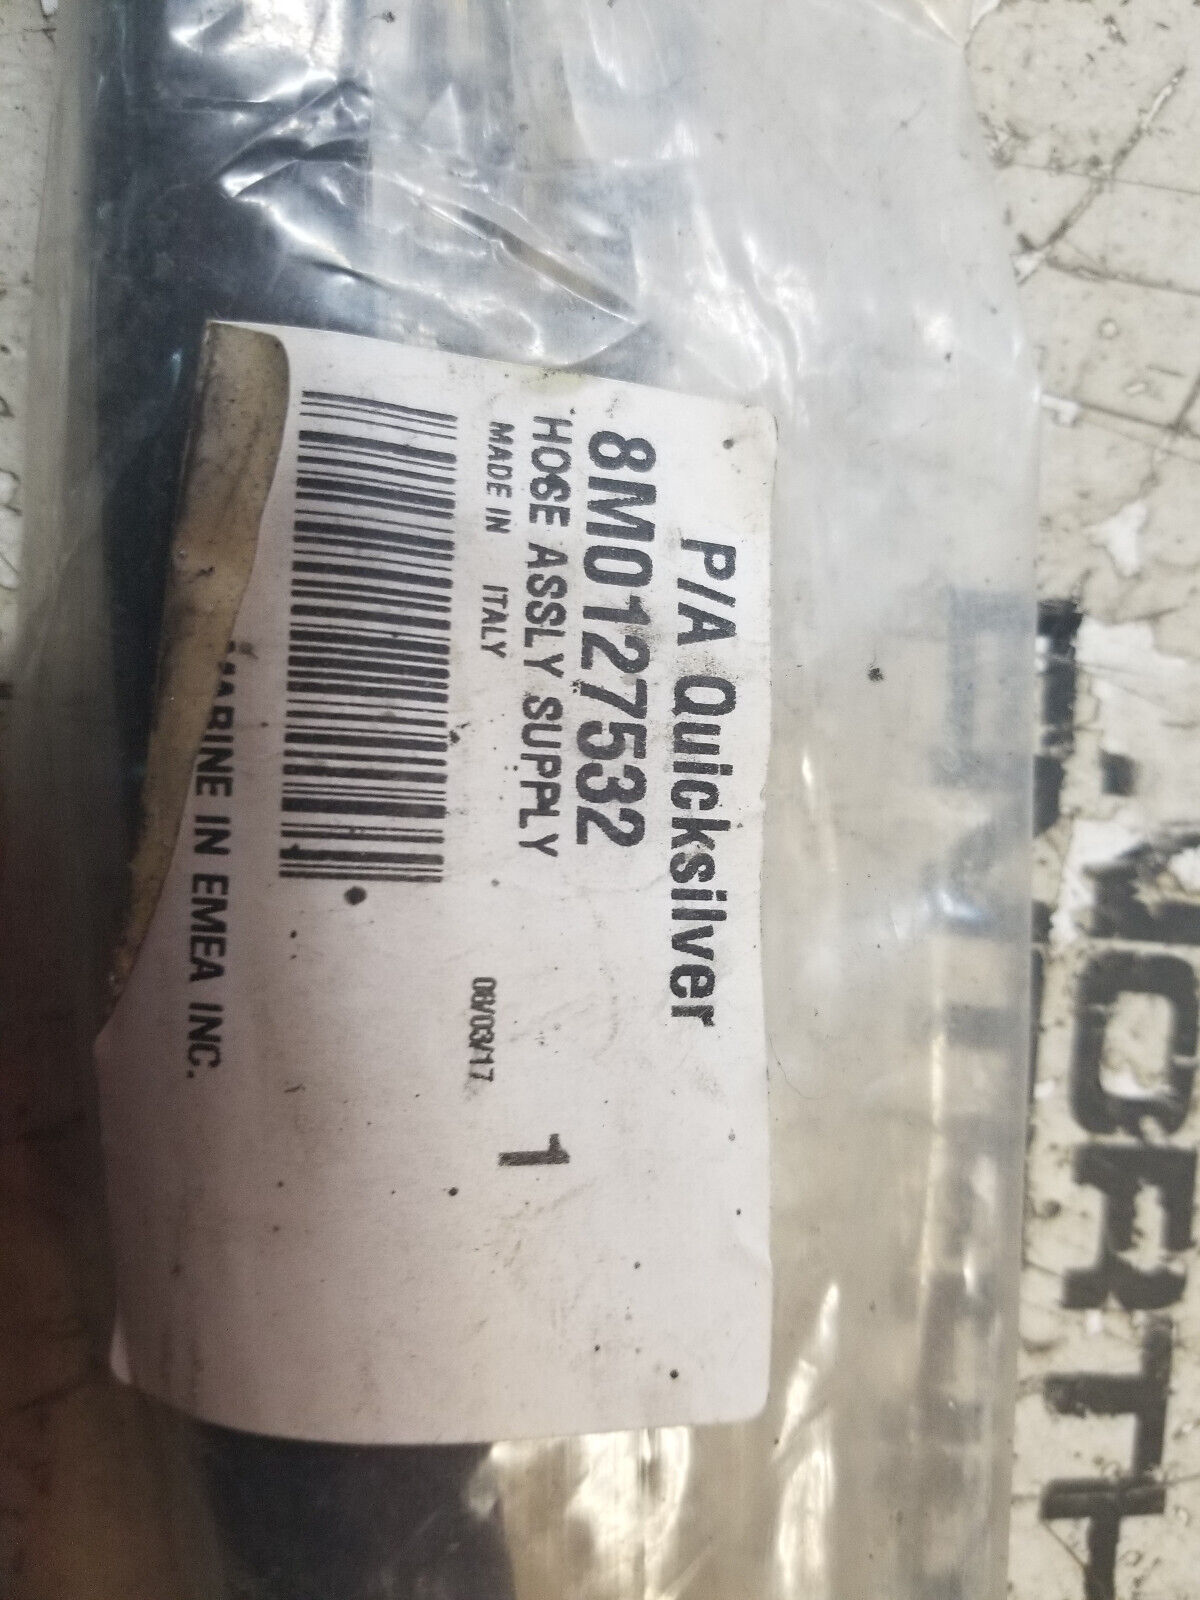 P/A Quicksilver
8M0127532
HOSE ASSLY SUPPLY 1
MADE IN ITALY 08/03/17
MARINE IN EMEA INC.